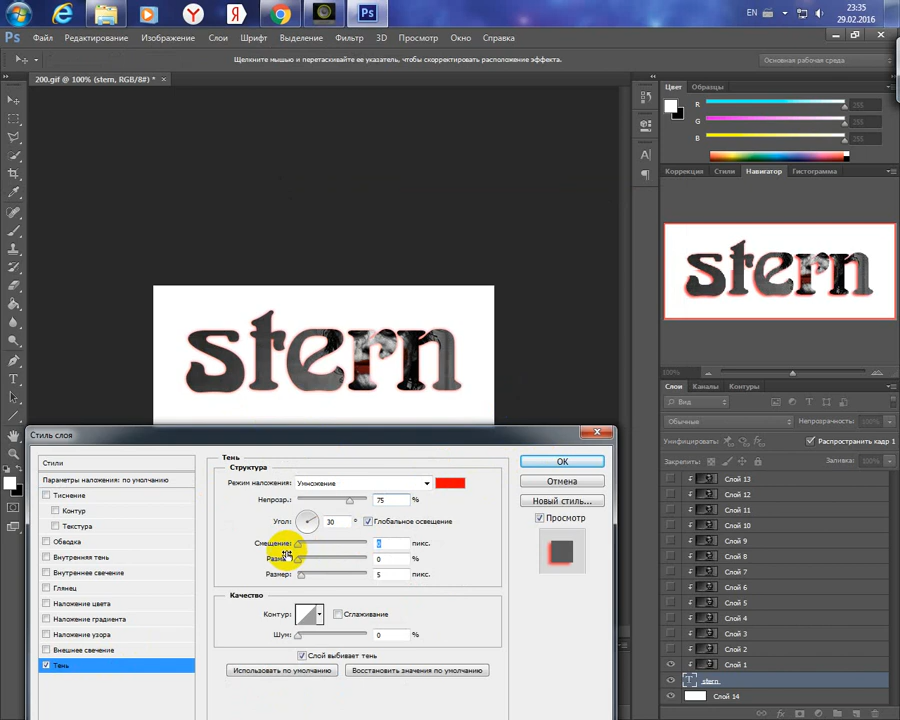 EN
23:35
29.02.2016
Ps
Файл Редактирование Изображение Слои Шрифт Выделение Фильтр 3D Просмотр Окно Справка
Щелкните мышью и перетаскивайте ее указатель, чтобы скорректировать расположение эффекта.
Основная рабочая среда
200.gif @ 100% (stern, RGB/8#) *
Цвет Образцы
R 255
G 255
B 255
Коррекция Стили Навигатор Гистограмма
stern
100%
stern
Слои Каналы Контуры
Вид
Обычные Непрозрачность:
Унифицировать: Распространить кадр 1
Закрепить: Заливка:
Слой 13
Слой 12
Слой 11
Слой 10
Слой 9
Слой 8
Слой 7
Слой 6
Слой 5
Слой 4
Слой 3
Слой 2
Слой 1
T stern
Слой 14
Стиль слоя
Стили
Параметры наложения: по умолчанию
Тиснение
Контур
Текстура
Обводка
Внутренняя тень
Внутреннее свечение
Глянец
Наложение цвета
Наложение градиента
Наложение узора
Внешнее свечение
Тень
Тень
Структура
Режим наложения: Умножение
Непрозр.: 75 %
Угол: 30 ° Глобальное освещение
Смещение: 0 пикс.
Размах: 0 %
Размер: 5 пикс.
Качество
Контур: Сглаживание
Шум: 0 %
Слой выбивает тень
Использовать по умолчанию Восстановить значения по умолчанию
OK
Отмена
Новый стиль...
Просмотр